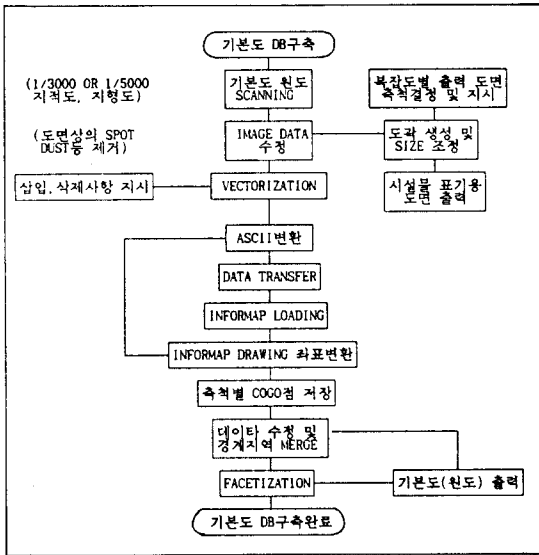 기본도 DB구축
(1/3000 OR 1/5000
지적도, 지형도)
기본도 원도
SCANNING
복잡도별 출력 도면
축척결정 및 지시
(도면상의 SPOT
DUST등 제거)
IMAGE DATA
수정
도곽 생성 및
SIZE 조정
삽입,삭제사항 지시
VECTORIZATION
시설물 표기용
도면 출력
ASCII변환
DATA TRANSFER
INFORMAP LOADING
INFORMAP DRAWING 좌표변환
축척별 COGO점 저장
데이타 수정 및
경계지역 MERGE
FACETIZATION
기본도(원도) 출력
기본도 DB구축완료